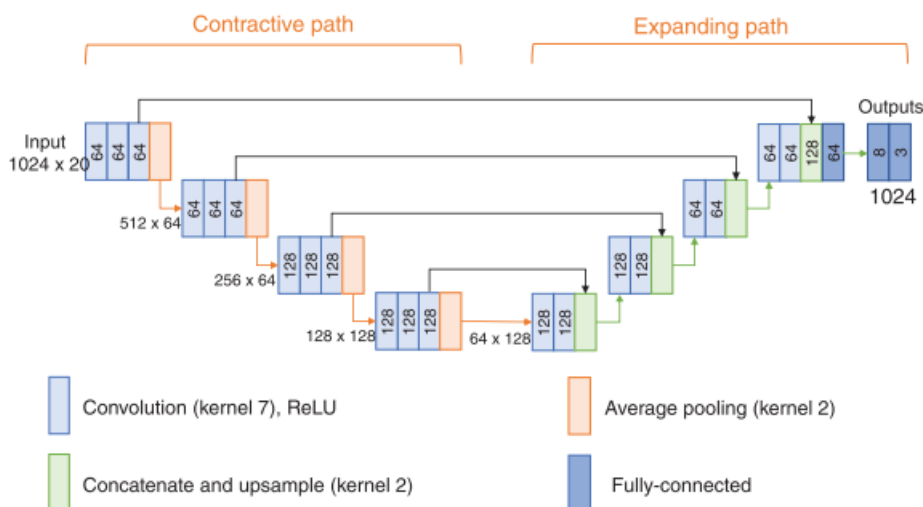 Contractive path
Expanding path
Input
1024 x 20
64
64
64
512 x 64
64
64
64
256 x 64
128
128
128
128 x 128
128
128
128
64 x 128
128
128
128
128
64
64
64
64
128
64
Outputs
8
3
1024
Convolution (kernel 7), ReLU
Average pooling (kernel 2)
Concatenate and upsample (kernel 2)
Fully-connected